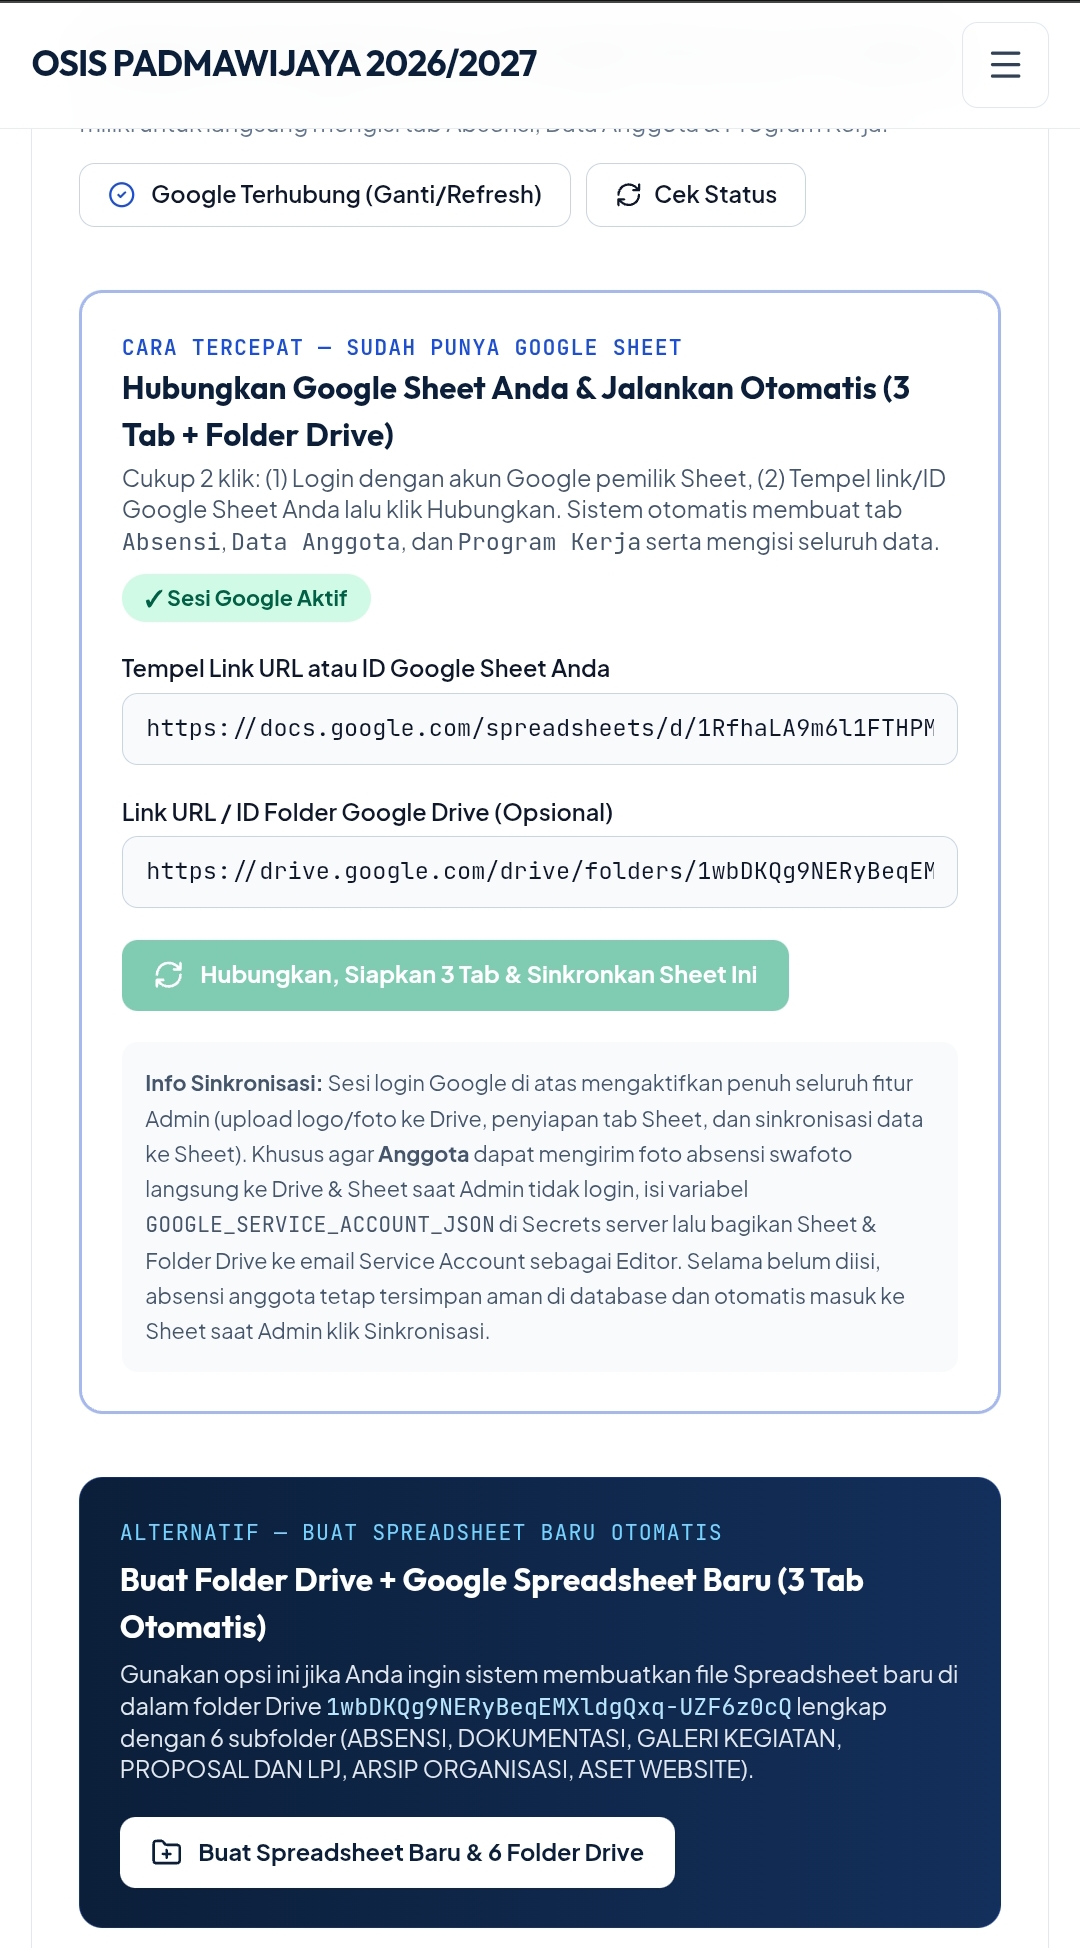 OSIS PADMAWIJAYA 2026/2027
miliki untuk langsung mengisi tab Absensi, Data Anggota & Program Kerja.
Google Terhubung (Ganti/Refresh)
Cek Status
CARA TERCEPAT — SUDAH PUNYA GOOGLE SHEET
Hubungkan Google Sheet Anda & Jalankan Otomatis (3
Tab + Folder Drive)
Cukup 2 klik: (1) Login dengan akun Google pemilik Sheet, (2) Tempel link/ID
Google Sheet Anda lalu klik Hubungkan. Sistem otomatis membuat tab
Absensi, Data Anggota, dan Program Kerja serta mengisi seluruh data.
✓ Sesi Google Aktif
Tempel Link URL atau ID Google Sheet Anda
https://docs.google.com/spreadsheets/d/1RfhaLA9m6l1FTHPM
Link URL / ID Folder Google Drive (Opsional)
https://drive.google.com/drive/folders/1wbDKQg9NERyBeqEM
Hubungkan, Siapkan 3 Tab & Sinkronkan Sheet Ini
Info Sinkronisasi: Sesi login Google di atas mengaktifkan penuh seluruh fitur
Admin (upload logo/foto ke Drive, penyiapan tab Sheet, dan sinkronisasi data
ke Sheet). Khusus agar Anggota dapat mengirim foto absensi swafoto
langsung ke Drive & Sheet saat Admin tidak login, isi variabel
GOOGLE_SERVICE_ACCOUNT_JSON di Secrets server lalu bagikan Sheet &
Folder Drive ke email Service Account sebagai Editor. Selama belum diisi,
absensi anggota tetap tersimpan aman di database dan otomatis masuk ke
Sheet saat Admin klik Sinkronisasi.
ALTERNATIF — BUAT SPREADSHEET BARU OTOMATIS
Buat Folder Drive + Google Spreadsheet Baru (3 Tab
Otomatis)
Gunakan opsi ini jika Anda ingin sistem membuatkan file Spreadsheet baru di
dalam folder Drive 1wbDKQg9NERyBeqEMXldgQxq-UZF6z0cQ lengkap
dengan 6 subfolder (ABSENSI, DOKUMENTASI, GALERI KEGIATAN,
PROPOSAL DAN LPJ, ARSIP ORGANISASI, ASET WEBSITE).
Buat Spreadsheet Baru & 6 Folder Drive